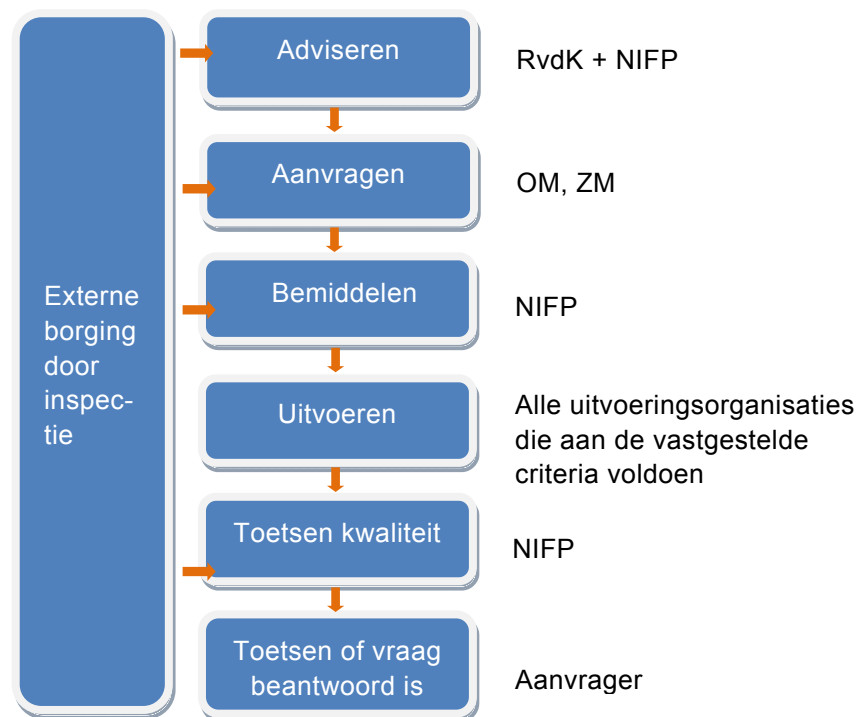 Externe
borging
door
inspec-
tie
Adviseren
RvdK + NIFP
Aanvragen
OM, ZM
Bemiddelen
NIFP
Uitvoeren
Alle uitvoeringsorganisaties
die aan de vastgestelde
criteria voldoen
Toetsen kwaliteit
NIFP
Toetsen of vraag
beantwoord is
Aanvrager